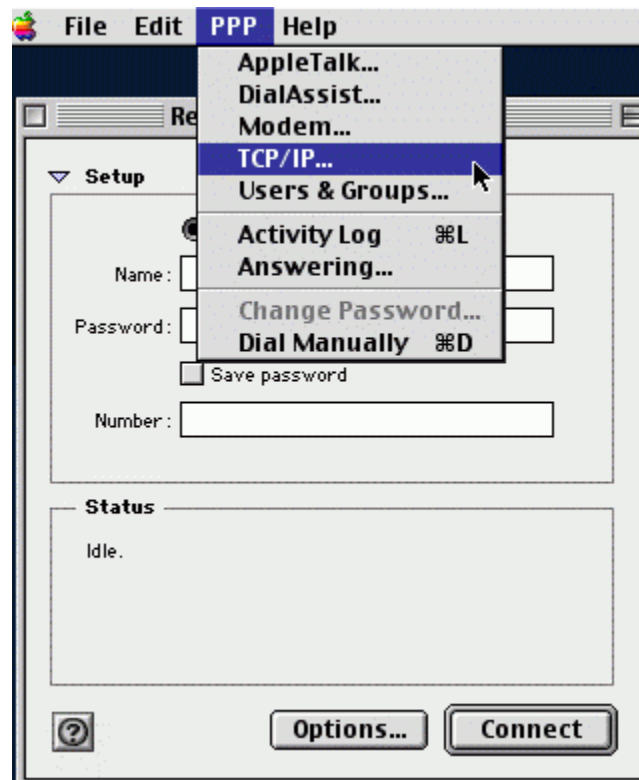 File Edit PPP Help
AppleTalk...
DialAssist...
Modem...
TCP/IP...
Users & Groups...
Activity Log ⌘L
Answering...
Change Password...
Dial Manually ⌘D
Re
Setup
Name:
Password:
Save password
Number:
Status
Idle.
? Options... Connect